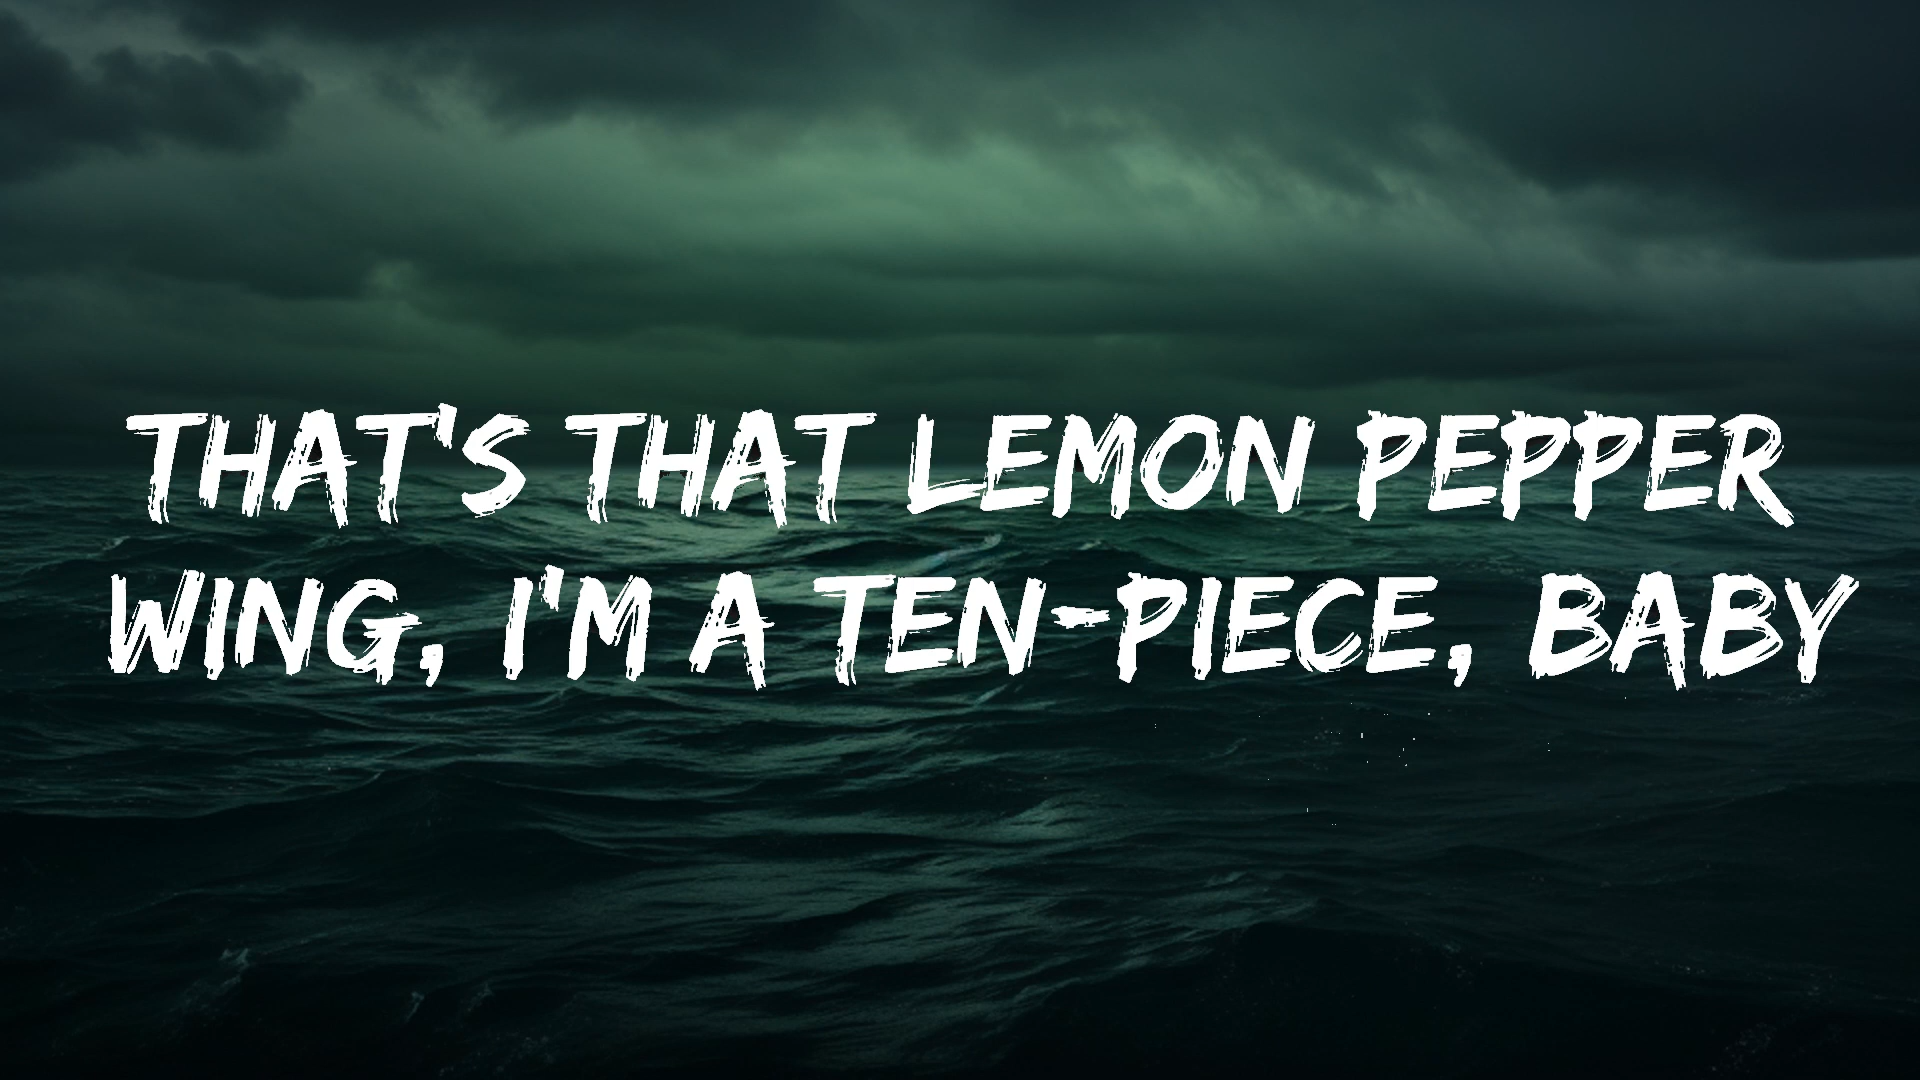 THAT'S THAT LEMON PEPPER
WING, I'M A TEN-PIECE, BABY